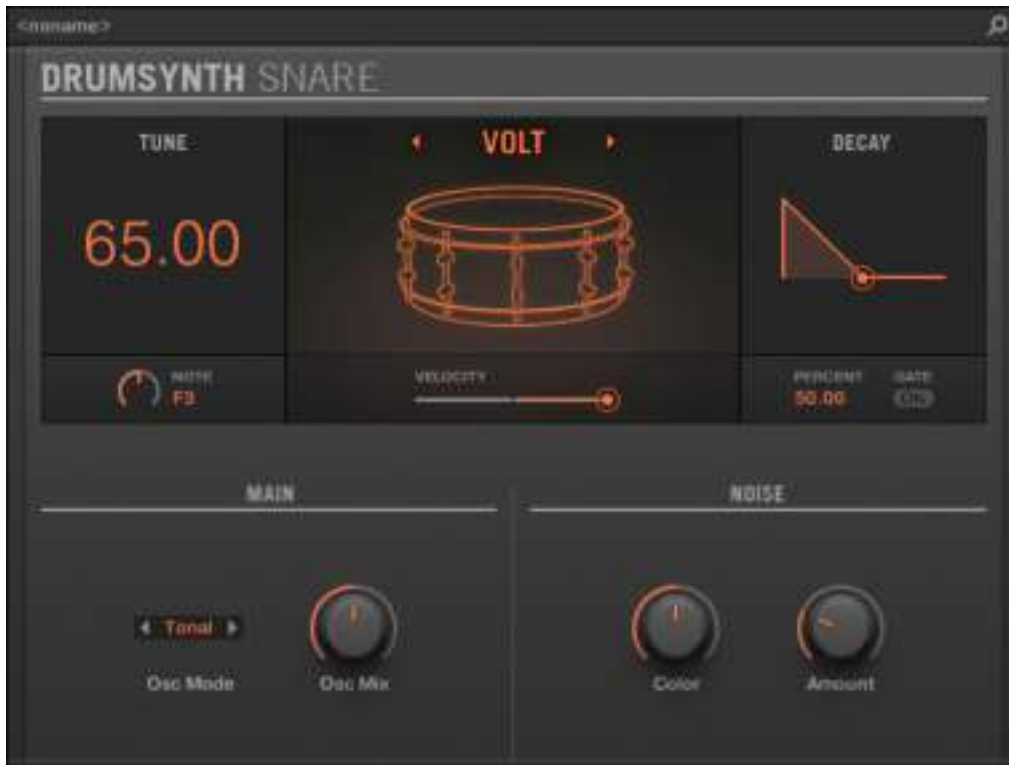 <noname>
DRUMSYNTH SNARE
TUNE
VOLT
DECAY
65.00
NOTE
F3
VELOCITY
PERCENT
50.00
GATE
ON
MAIN
NOISE
Tonal
Osc Mode
Osc Mix
Color
Amount